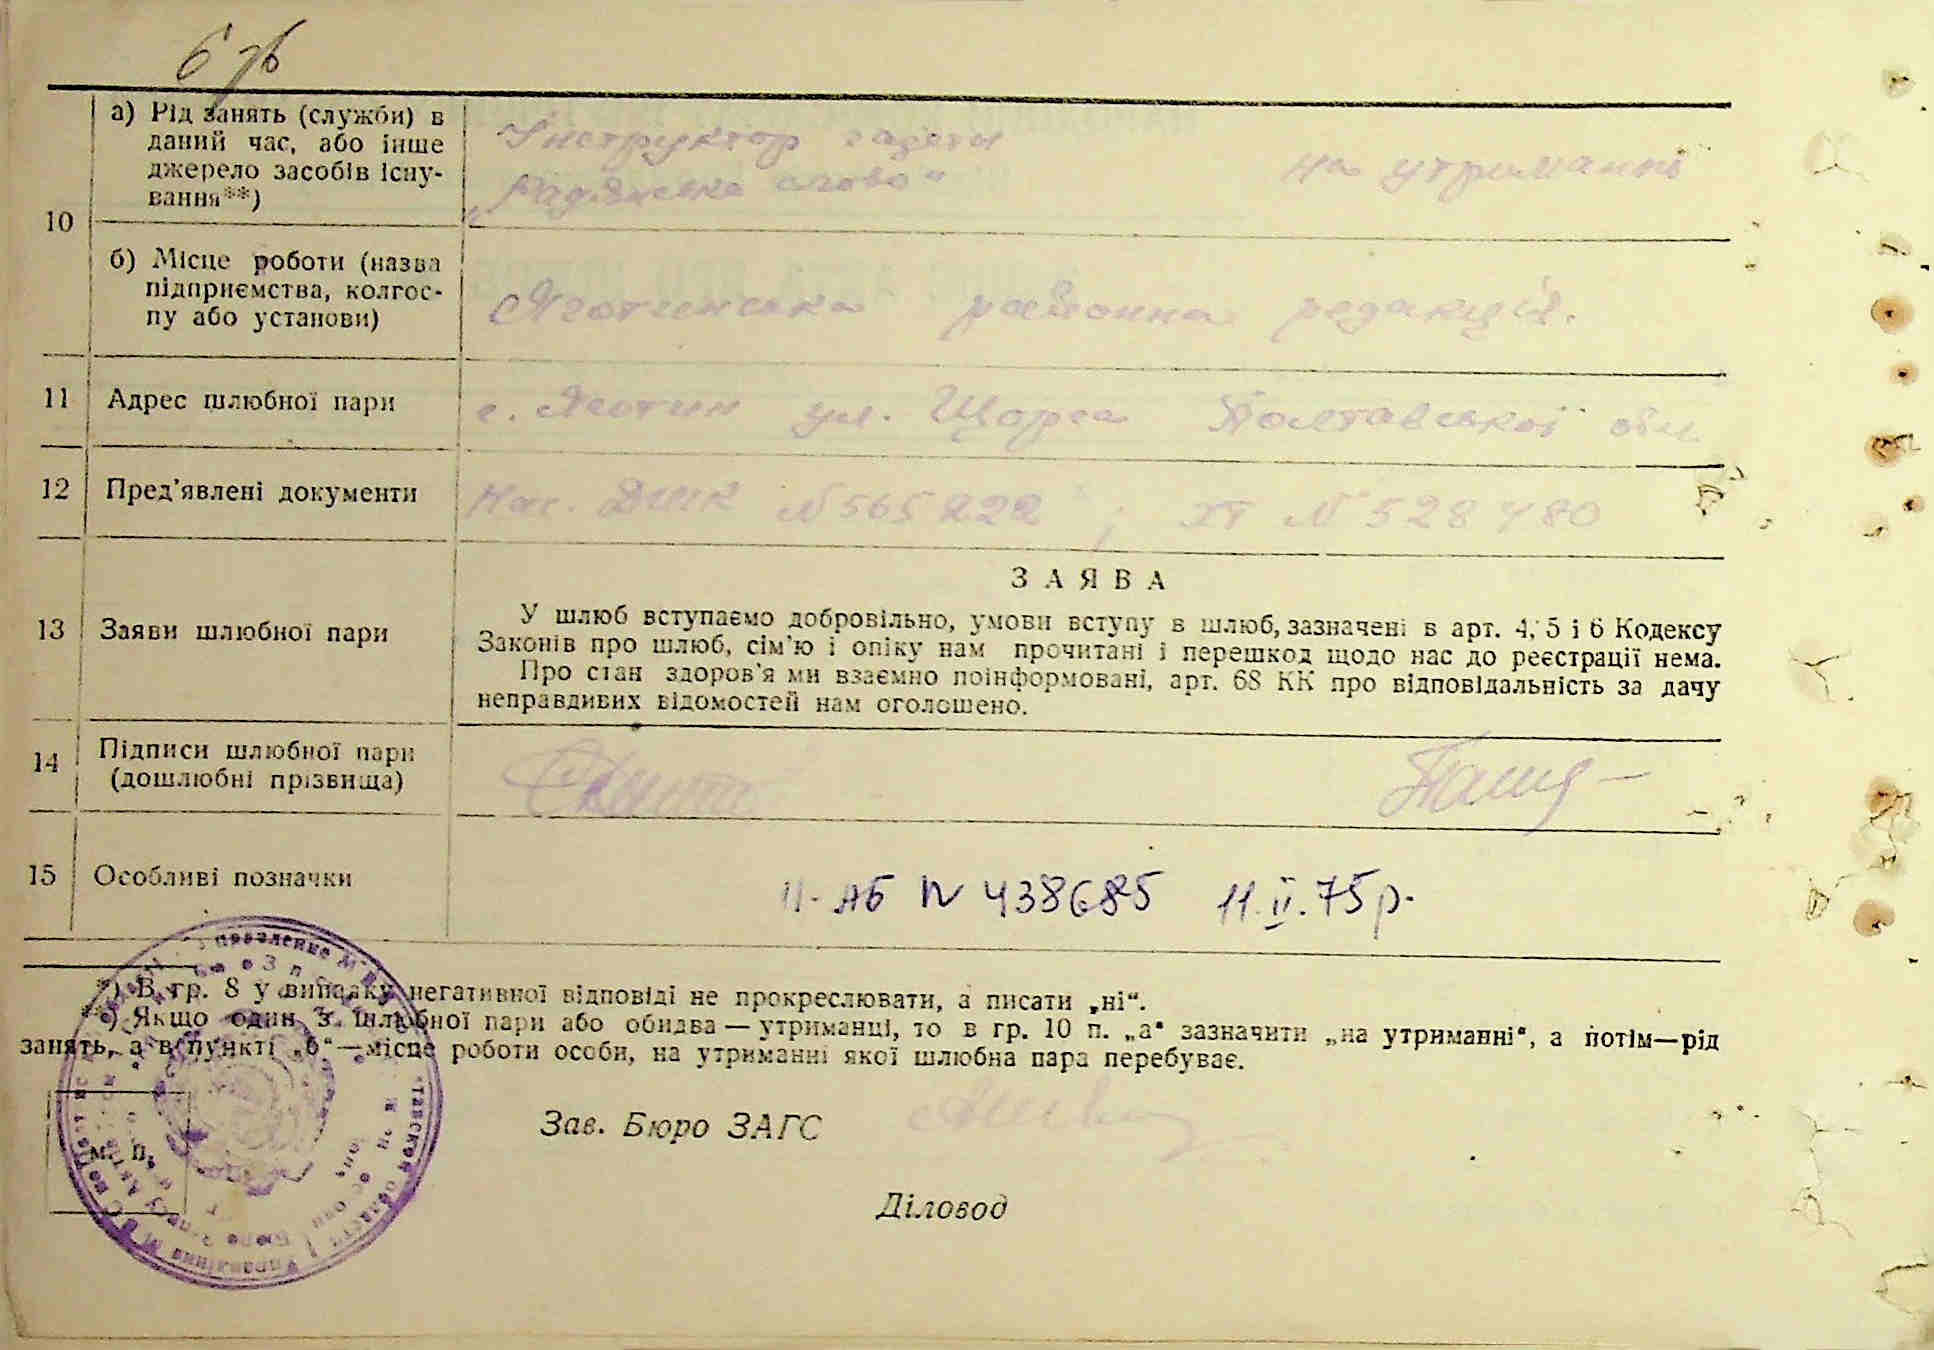 6 зв
10
а) Рід занять (служби) в
даний час, або інше
джерело засобів існу-
вання**)
Інструктор газети
„Радянське слово"
на утриманні
б) Місце роботи (назва
підприємства, колгос-
пу або установи)
Яготинська районна редакція.
11 Адрес шлюбної пари
с. Яготин ул. Щорса Полтавської обл.
12 Пред'явлені документи
N 565222 ; N 528480
13 Заяви шлюбної пари
ЗАЯВА
У шлюб вступаємо добровільно, умови вступу в шлюб, зазначені в арт. 4, 5 і 6 Кодексу
Законів про шлюб, сім'ю і опіку нам прочитані і перешкод щодо нас до реєстрації нема.
Про стан здоров'я ми взаємно поінформовані, арт. 68 КК про відповідальність за дачу
неправдивих відомостей нам оголошено.
14 Підписи шлюбної пари
(дошлюбні прізвища)
15 Особливі позначки
II-АБ N 438685 11.II.75р.
*) В гр. 8 у випадку негативної відповіді не прокреслювати, а писати „ні".
**) Якщо один з шлюбної пари або обидва — утриманці, то в гр. 10 п. „а" зазначити „на утриманні", а потім—рід
занять, а в пункті „б"—місце роботи особи, на утриманні якої шлюбна пара перебуває.
Зав. Бюро ЗАГС
М. П.
Діловод